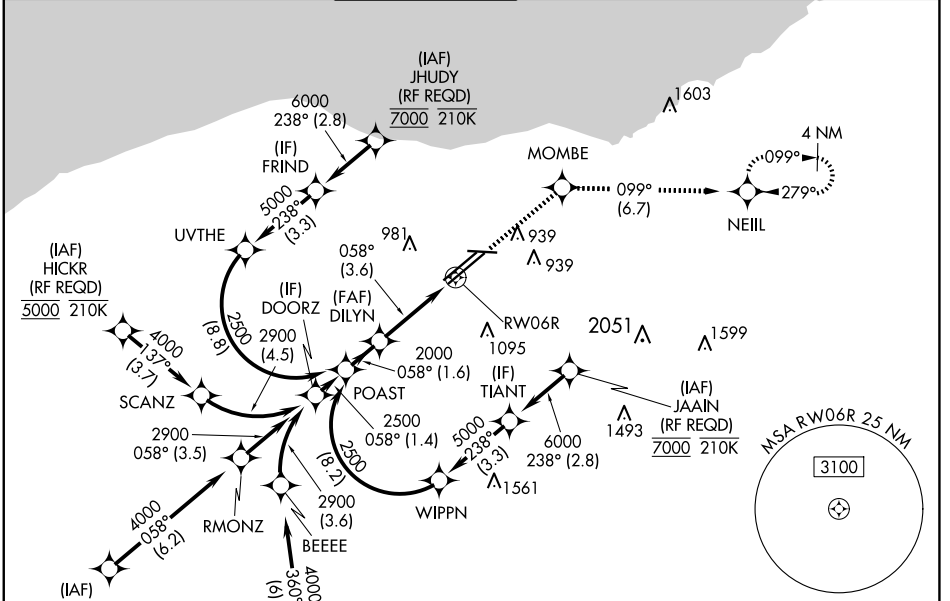 (IAF)
JHUDY
(RF REQD)
7000 210K
6000
238° (2.8)
1603
(IF)
FRIND
4 NM
099°
279°
MOMBE
099°
(6.7)
NEIIL
5000
238°
(3.3)
UVTHE
981
058°
(3.6)
939
939
(IAF)
HICKR
(RF REQD)
5000 210K
(IF)
DOORZ
(FAF)
DILYN
RW06R
2500
(8.8)
2900
(4.5)
4000
137°
(3.7)
1095
2051
1599
2000
058° (1.6)
(IF)
TIANT
SCANZ
POAST
(IAF)
JAAIN
(RF REQD)
7000 210K
2500
058° (1.4)
5000
238°
(3.3)
6000
238° (2.8)
1493
2900
058° (3.5)
2500
(8.2)
MSA RW06R 25 NM
3100
1561
WIPPN
2900
(3.6)
RMONZ
BEEEE
4000
058°
(6.2)
4000
360°
(6)
(IAF)